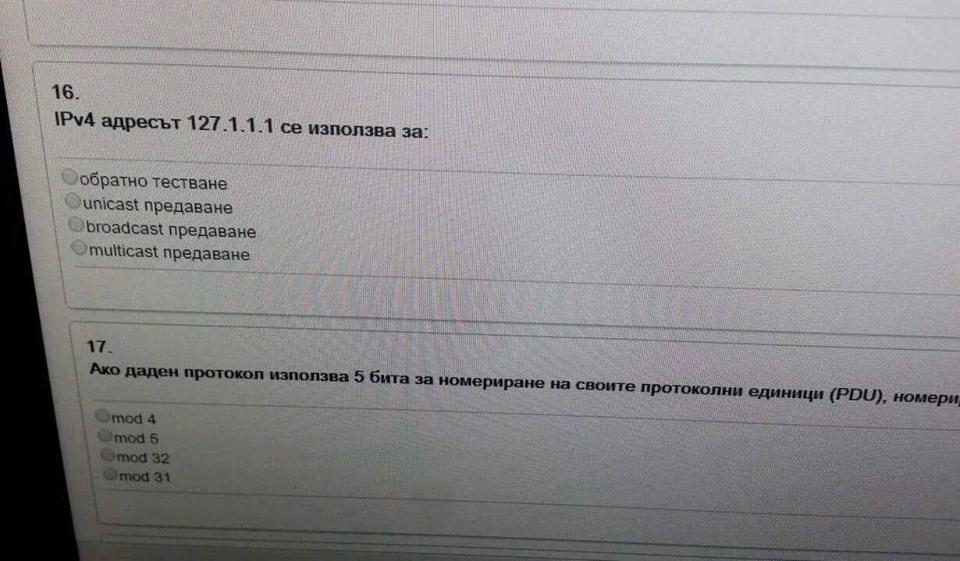 16.
IPv4 адресът 127.1.1.1 се използва за:
обратно тестване
unicast предаване
broadcast предаване
multicast предаване
17.
Ако даден протокол използва 5 бита за номериране на своите протоколни единици (PDU),
mod 4
mod 5
mod 32
mod 31